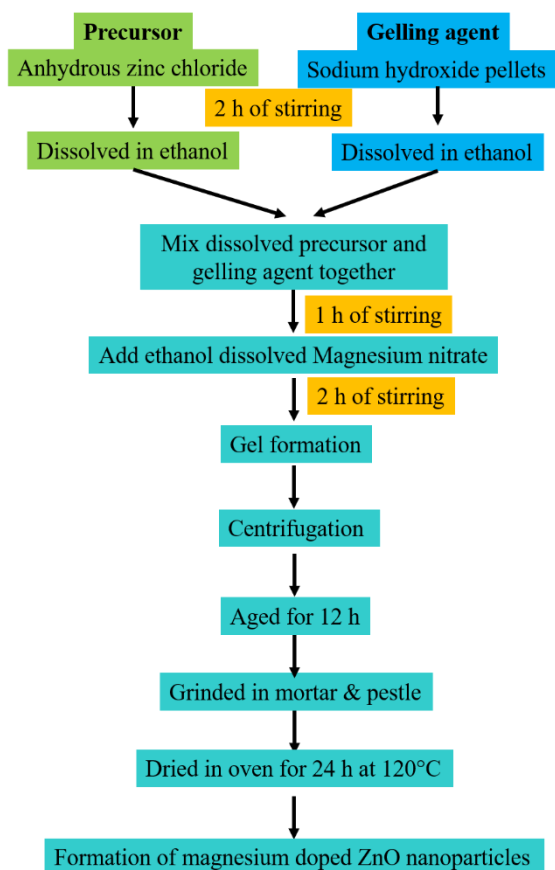 Precursor
Anhydrous zinc chloride
Gelling agent
Sodium hydroxide pellets
2 h of stirring
Dissolved in ethanol
Dissolved in ethanol
Mix dissolved precursor and
gelling agent together
1 h of stirring
Add ethanol dissolved Magnesium nitrate
2 h of stirring
Gel formation
Centrifugation
Aged for 12 h
Grinded in mortar & pestle
Dried in oven for 24 h at 120°C
Formation of magnesium doped ZnO nanoparticles